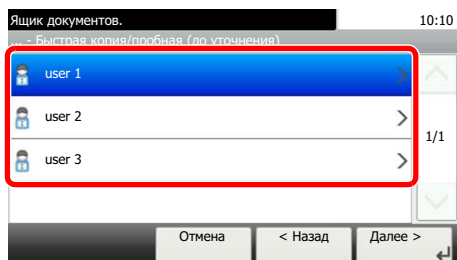 Ящик документов. 10:10
... - Быстрая копия/пробная (до уточнения)
user 1
user 2
1/1
user 3
Отмена < Назад Далее >